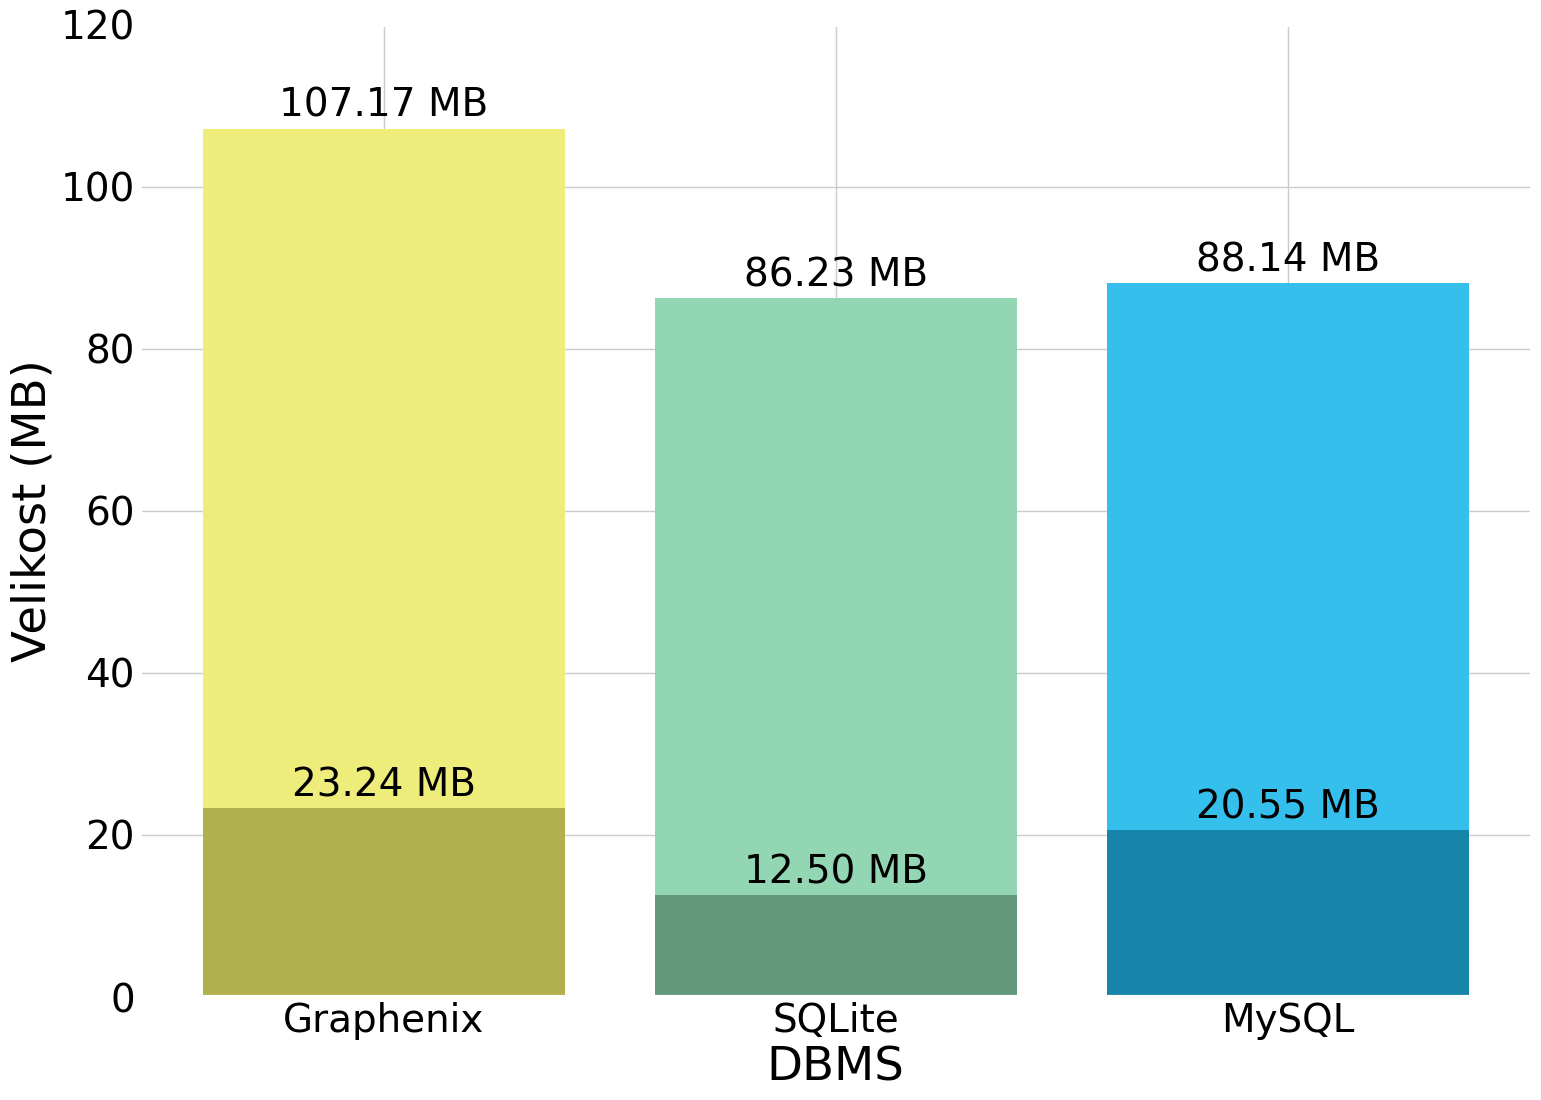 Velikost (MB)
120
100
80
60
40
20
0
107.17 MB
86.23 MB
88.14 MB
23.24 MB
12.50 MB
20.55 MB
Graphenix
SQLite
MySQL
DBMS